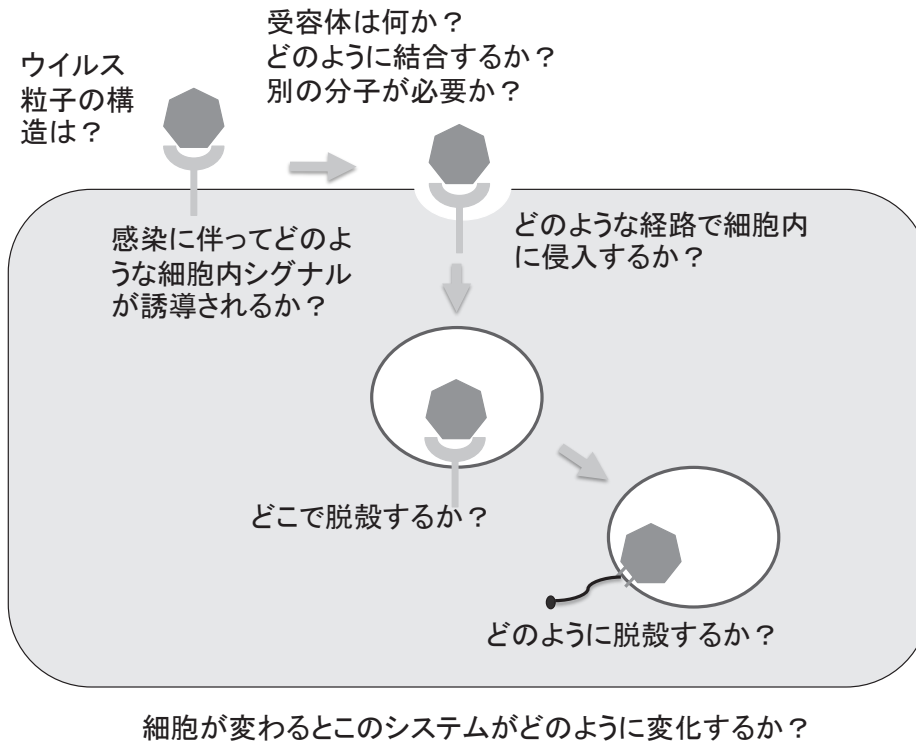 ウイルス
粒子の構
造は？
受容体は何か？
どのように結合するか？
別の分子が必要か？
感染に伴ってどのよ
うな細胞内シグナル
が誘導されるか？
どのような経路で細胞内
に侵入するか？
どこで脱殻するか？
どのように脱殻するか？
細胞が変わるとこのシステムがどのように変化するか？